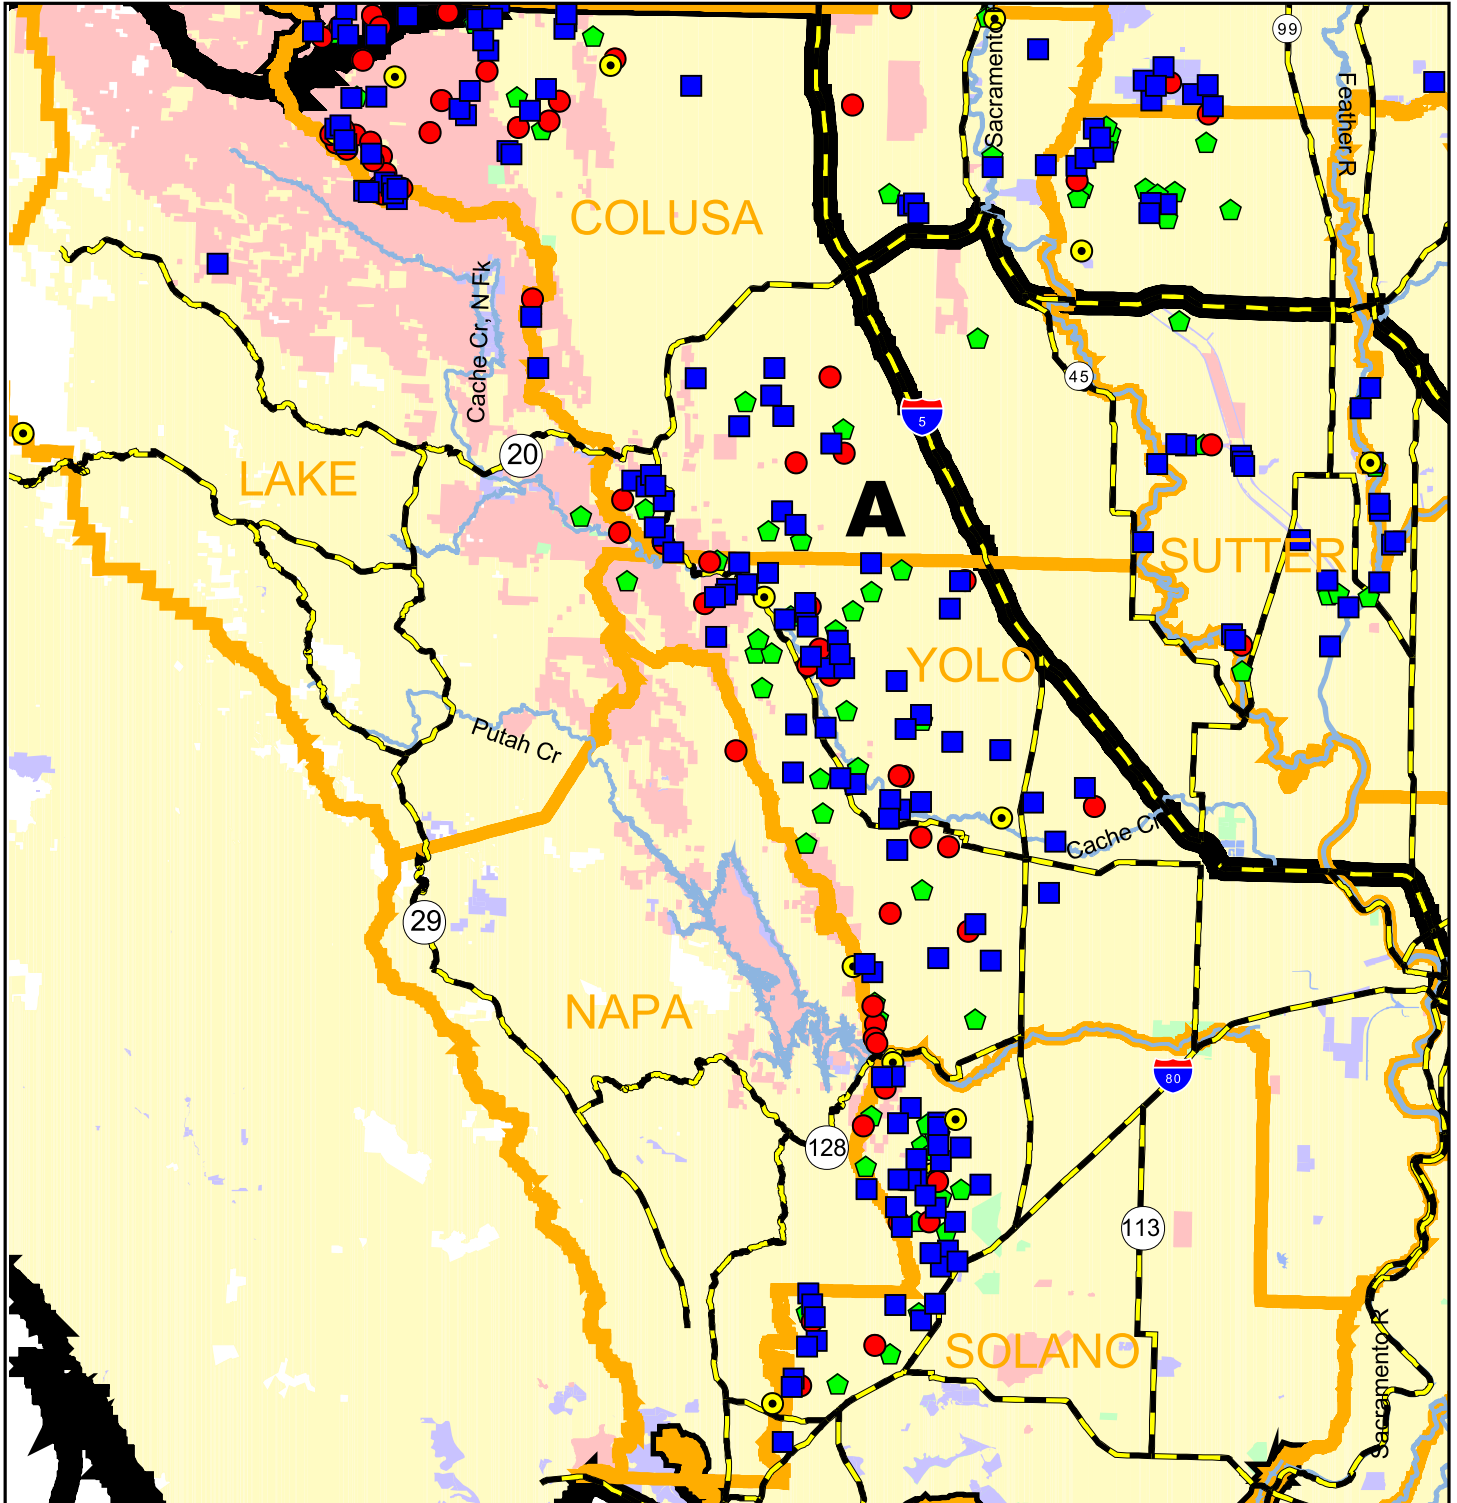 99
Sacramento
Feather R
COLUSA
Cache Cr, N Fk
45
5
20
LAKE
A
SUTTER
YOLO
Putah Cr
Cache Cr
29
NAPA
80
128
113
SOLANO
Sacramento R